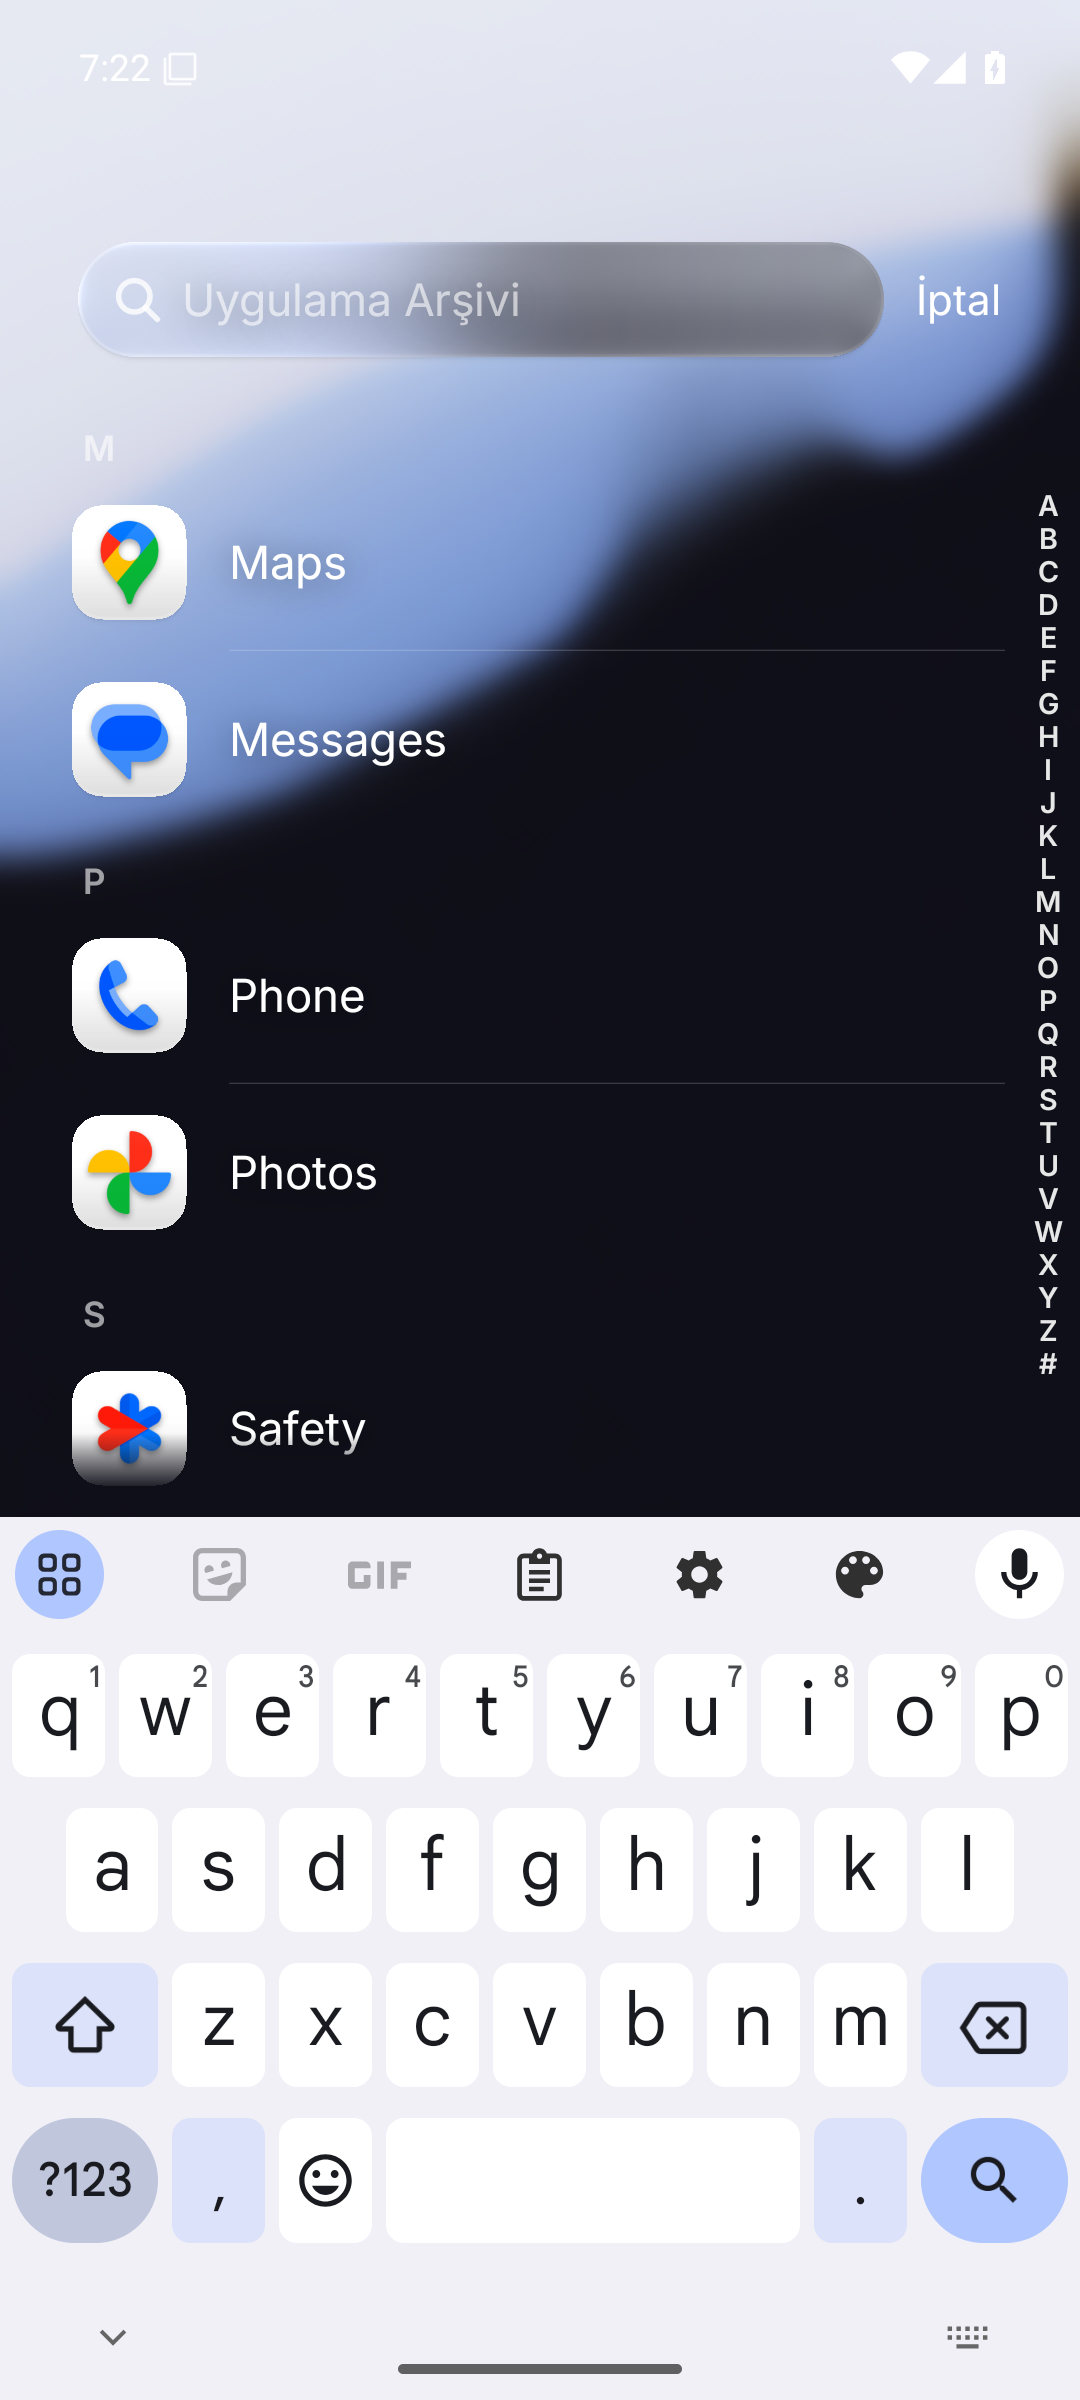 7:22
Uygulama Arşivi
İptal
M
Maps
Messages
P
Phone
Photos
S
Safety
A
B
C
D
E
F
G
H
I
J
K
L
M
N
O
P
Q
R
S
T
U
V
W
X
Y
Z
#
GIF
q1 w2 e3 r4 t5 y6 u7 i8 o9 p0
a s d f g h j k l
z x c v b n m
?123 , .